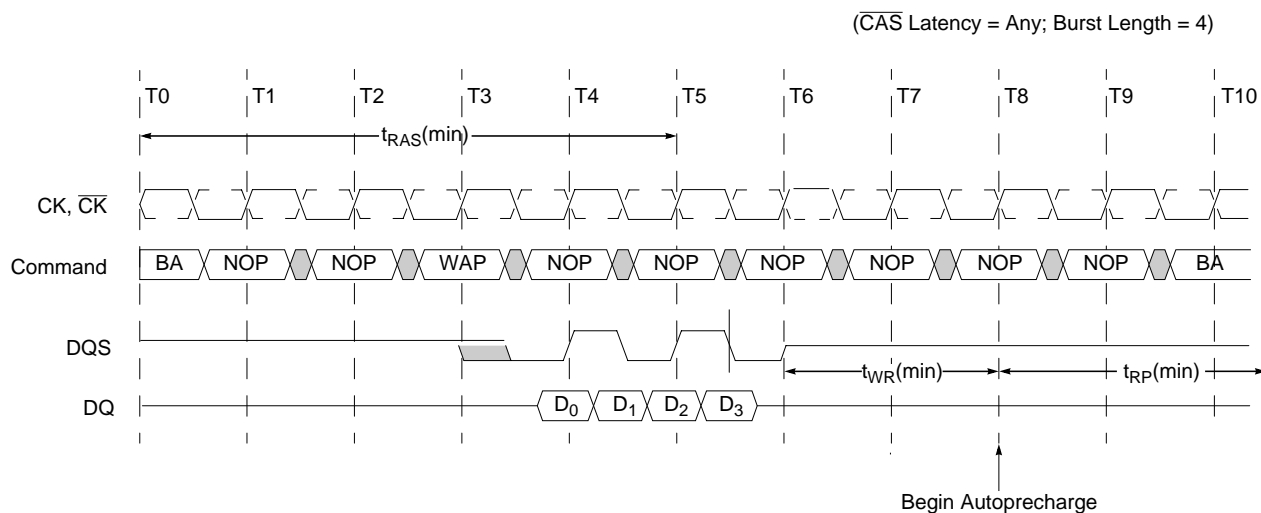 (C̅A̅S̅ Latency = Any; Burst Length = 4)
T0 T1 T2 T3 T4 T5 T6 T7 T8 T9 T10
tRAS(min)
CK, C̅K̅
Command BA NOP NOP WAP NOP NOP NOP NOP NOP NOP BA
DQS
tWR(min) tRP(min)
DQ D0 D1 D2 D3
Begin Autoprecharge